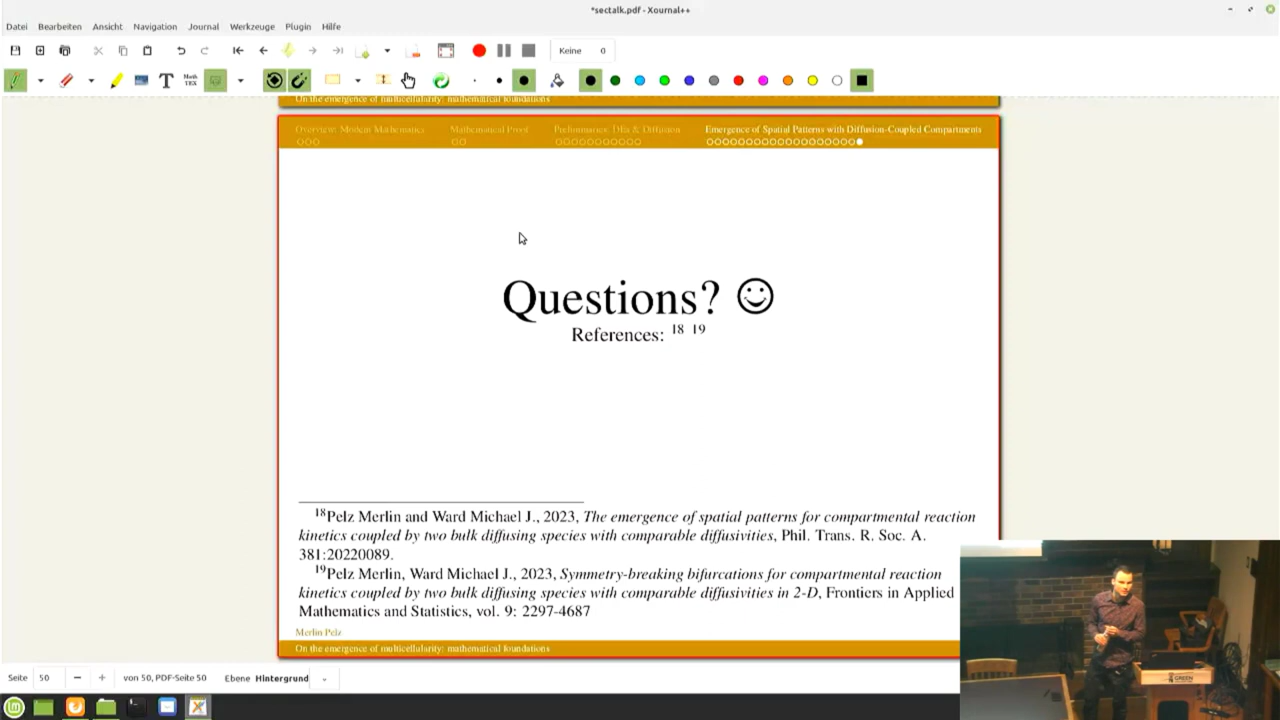 *sectalk.pdf - Xournal++
Datei Bearbeiten Ansicht Navigation Journal Werkzeuge Plugin Hilfe
Keine 0
T Math TEX
On the emergence of multicellularity: mathematical foundations
Overview: Modern Mathematics Mathematical Proof Performance: DEs & Diffusion Emergence of Spatial Patterns with Diffusion-Coupled Compartments
Questions? ☺
References: 18 19
18Pelz Merlin and Ward Michael J., 2023, The emergence of spatial patterns for compartmental reaction
kinetics coupled by two bulk diffusing species with comparable diffusivities, Phil. Trans. R. Soc. A.
381:20220089.
19Pelz Merlin, Ward Michael J., 2023, Symmetry-breaking bifurcations for compartmental reaction
kinetics coupled by two bulk diffusing species with comparable diffusivities in 2-D, Frontiers in Applied
Mathematics and Statistics, vol. 9: 2297-4687
Merlin Pelz
On the emergence of multicellularity: mathematical foundations
GREEN
Seite 50 von 50, PDF-Seite 50 Ebene Hintergrund